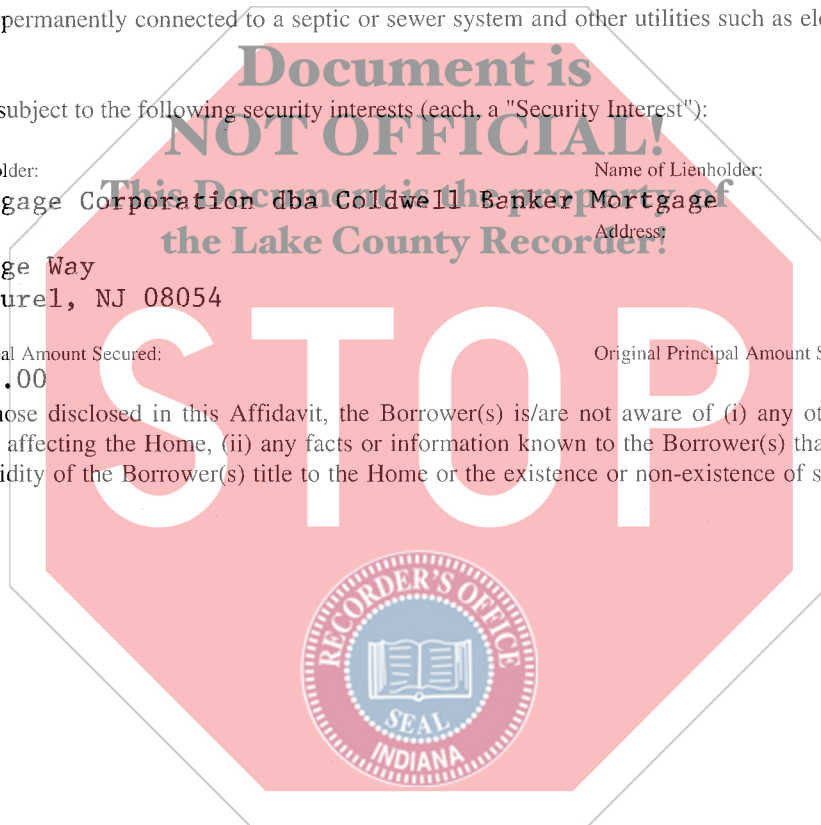 permanently connected to a septic or sewer system and other utilities such as el
Document is
subject to the following security interests (each, a "Security Interest"):
NOT OFFICIAL!
lder:
Name of Lienholder:
This Document is the property of
gage Corporation dba Coldwell Banker Mortgage
Address:
the Lake County Recorder!
ge Way
urel, NJ 08054
STOP
al Amount Secured:
Original Principal Amount S
.00
nose disclosed in this Affidavit, the Borrower(s) is/are not aware of (i) any ot
affecting the Home, (ii) any facts or information known to the Borrower(s) tha
idity of the Borrower(s) title to the Home or the existence or non-existence of s
RECORDER'S OFFICE
SEAL
INDIANA